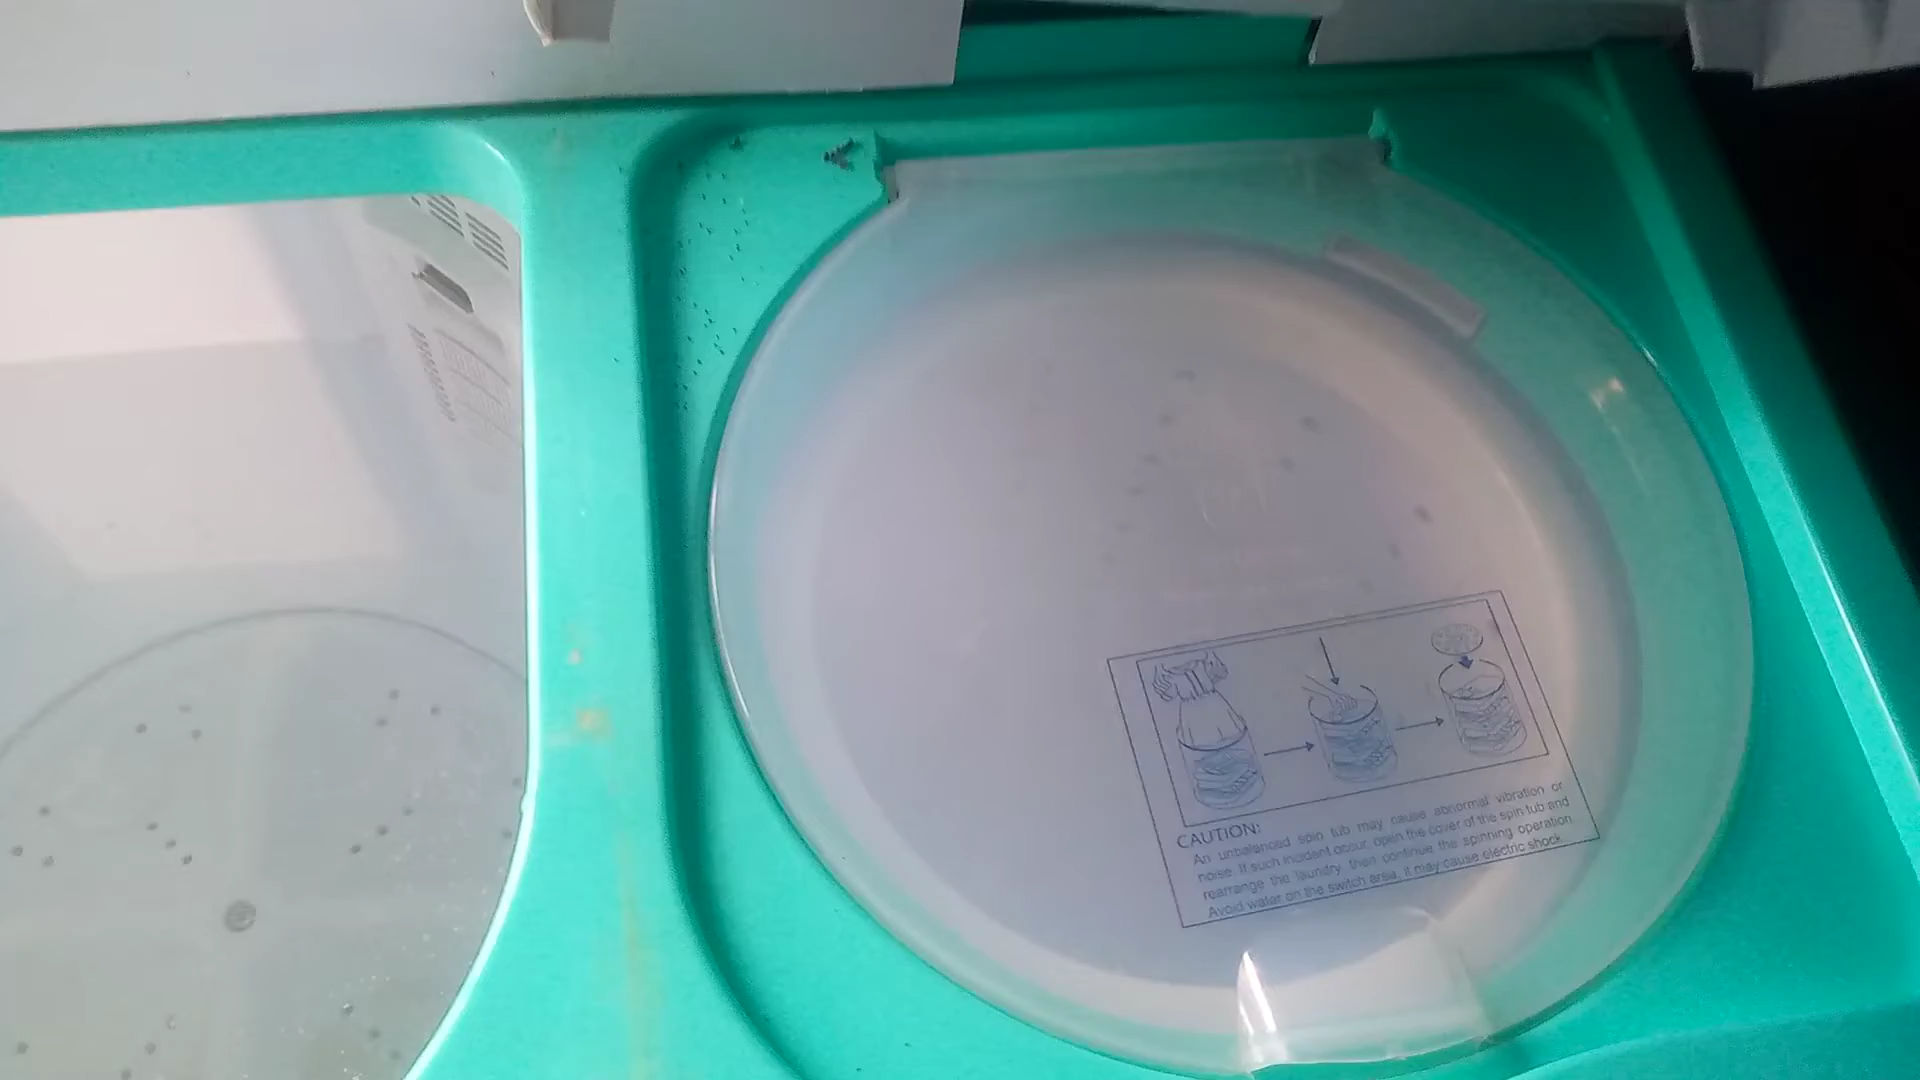 CAUTION:
An unbalanced spin tub may cause abnormal vibration or
noise. If such incident occur, open the cover of the spin tub and
rearrange the laundry, then continue the spinning operation
Avoid water on the switch area, it may cause electric shock.